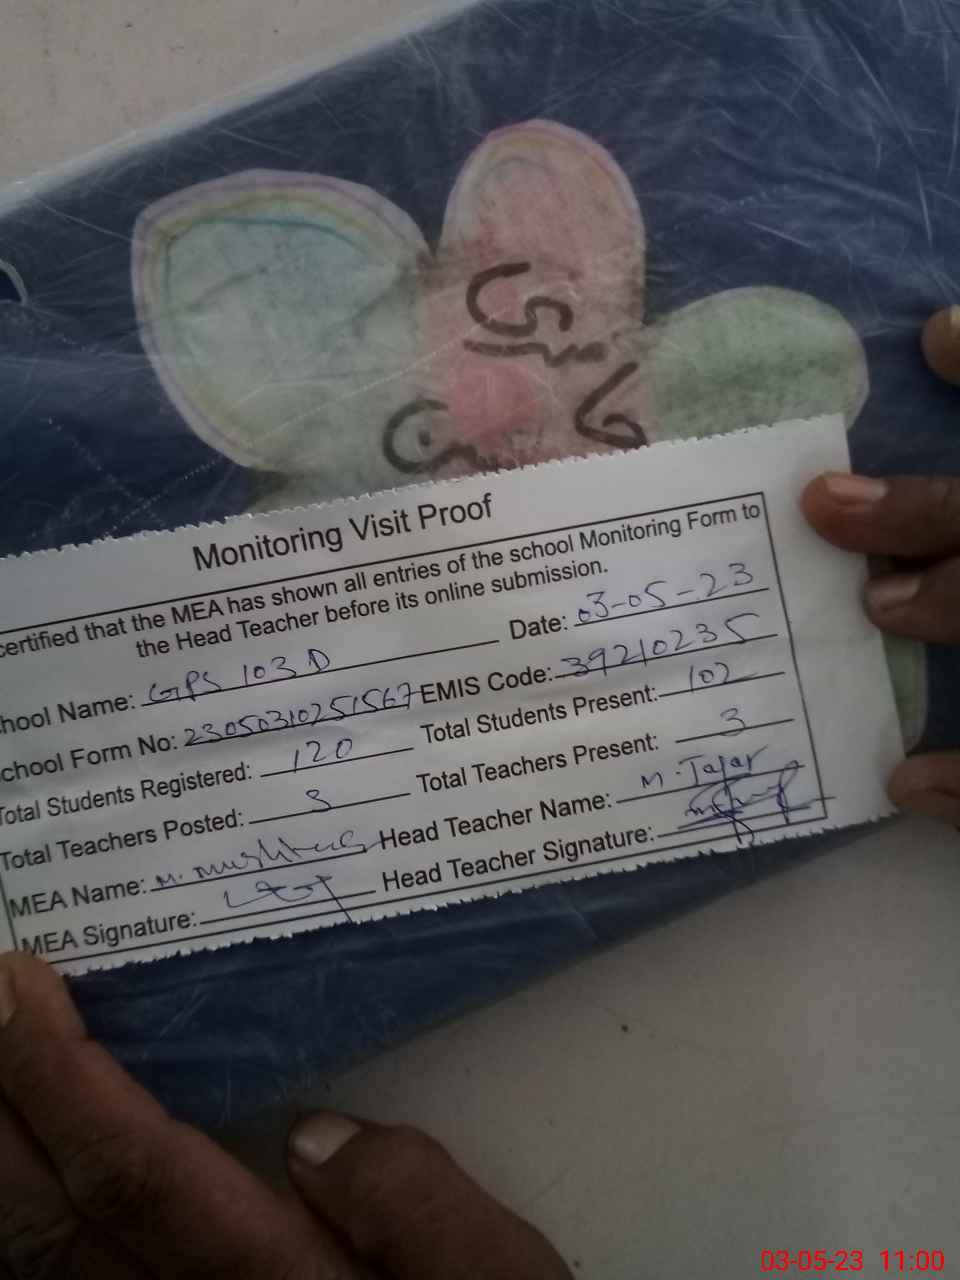 Monitoring Visit Proof
certified that the MEA has shown all entries of the school Monitoring Form to
the Head Teacher before its online submission.
hool Name: GPS 103 D Date: 03-05-23
chool Form No: 23050310251567 EMIS Code: 39210235
Total Students Registered: 120 Total Students Present: 102
Total Teachers Posted: 3 Total Teachers Present: 3
MEA Name: M. Head Teacher Name: M. Jafar
MEA Signature: Head Teacher Signature:
03-05-23 11:00